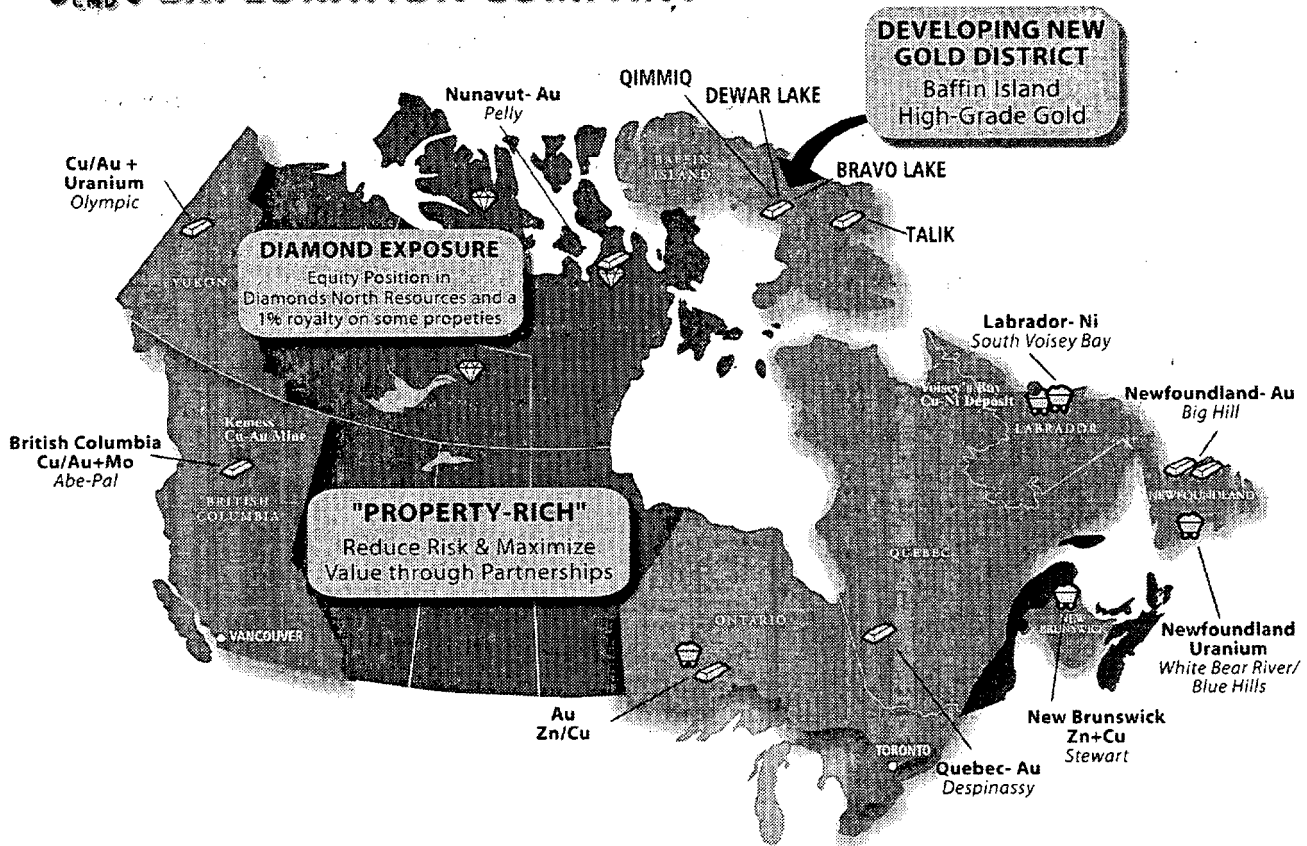 EXPLORATION COMPANY
DEVELOPING NEW
GOLD DISTRICT
Baffin Island
High-Grade Gold
QIMMIQ
DEWAR LAKE
BRAVO LAKE
TALIK
Nunavut- Au
Pelly
BAFFIN
ISLAND
Cu/Au +
Uranium
Olympic
YUKON
DIAMOND EXPOSURE
Equity Position in
Diamonds North Resources and a
1% royalty on some propeties
Labrador- Ni
South Voisey Bay
Voisey's Bay
Cu-Ni Deposit
LABRADOR
Newfoundland- Au
Big Hill
NEWFOUNDLAND
Kemess
Cu-Au Mine
British Columbia
Cu/Au+Mo
Abe-Pal
BRITISH
COLUMBIA
"PROPERTY-RICH"
Reduce Risk & Maximize
Value through Partnerships
QUEBEC
ONTARIO
NEW
BRUNSWICK
VANCOUVER
Newfoundland
Uranium
White Bear River/
Blue Hills
Au
Zn/Cu
New Brunswick
Zn+Cu
Stewart
TORONTO
Quebec- Au
Despinassy